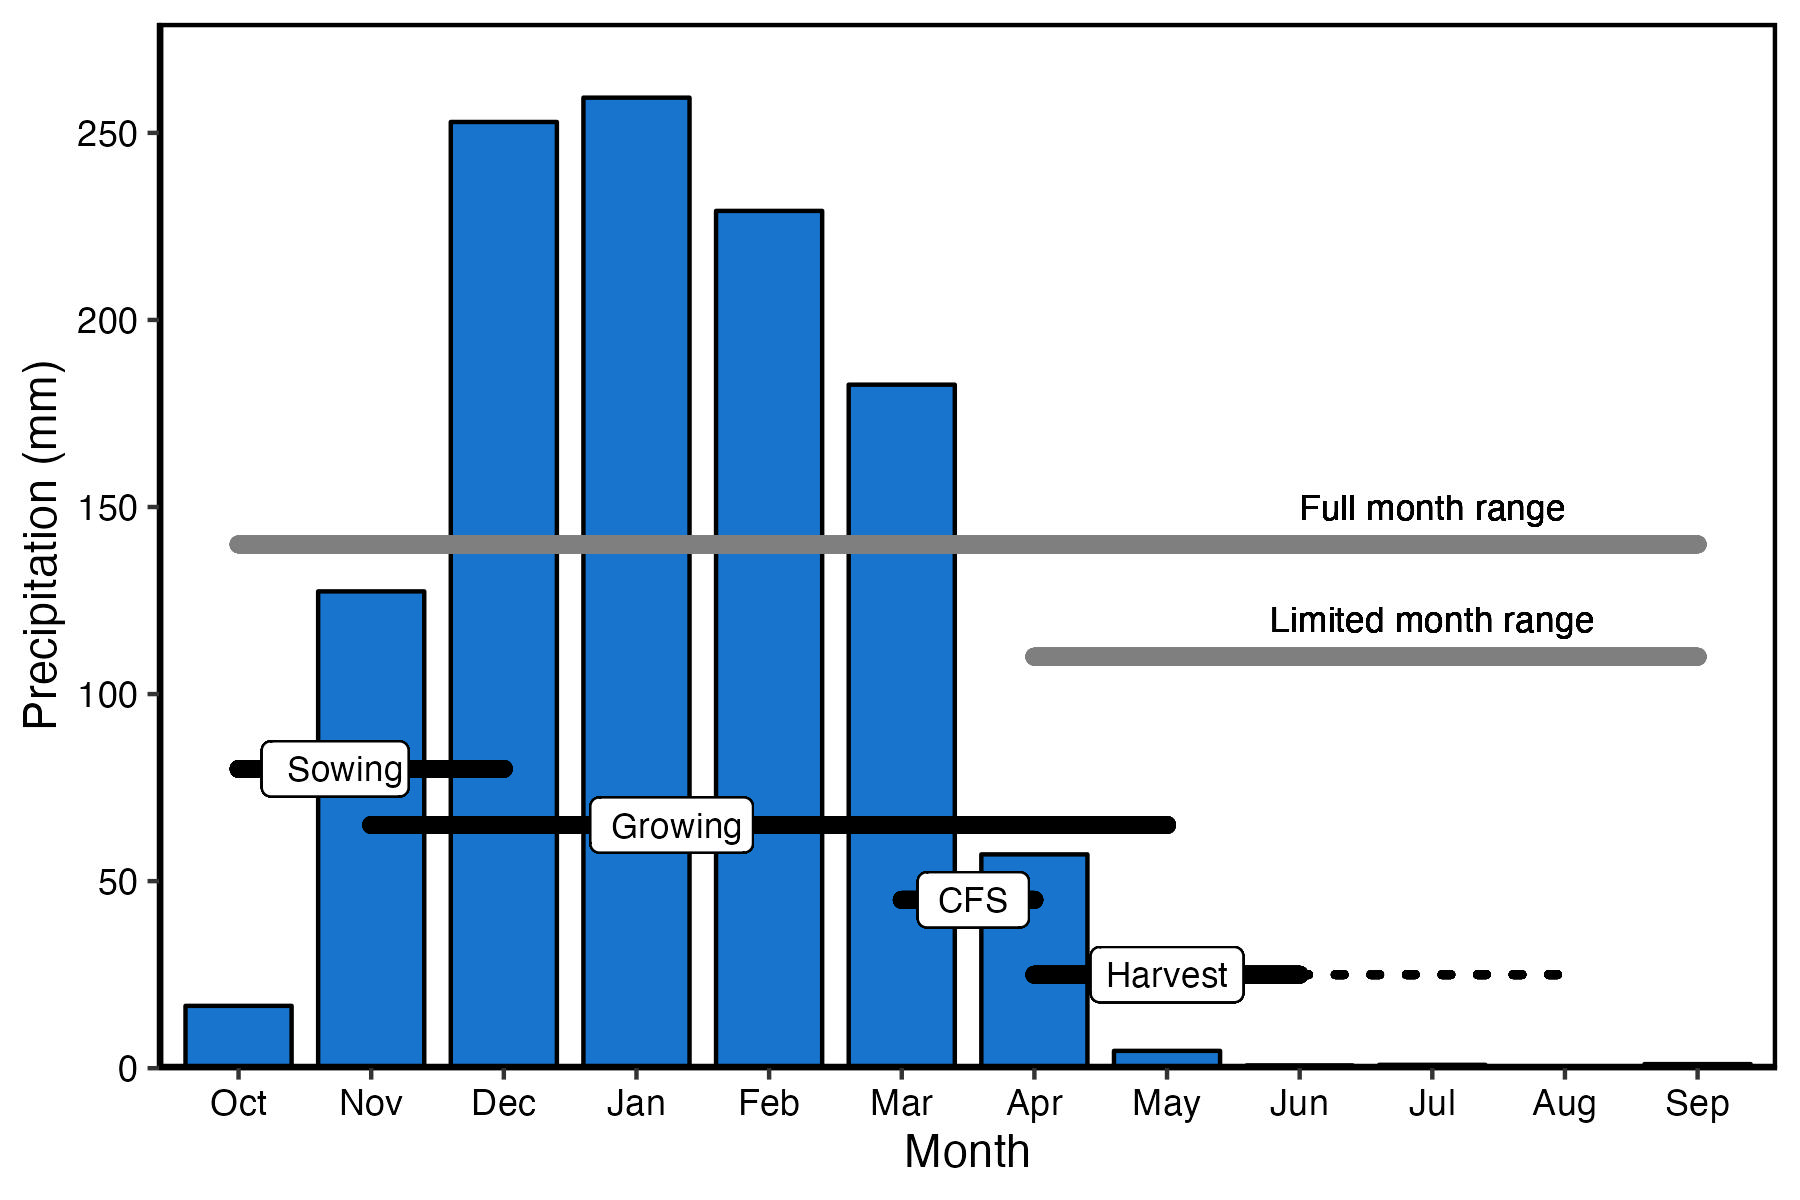 250
200
150
100
50
0
Precipitation (mm)
Full month range
Limited month range
Sowing
Growing
CFS
Harvest
Oct Nov Dec Jan Feb Mar Apr May Jun Jul Aug Sep
Month